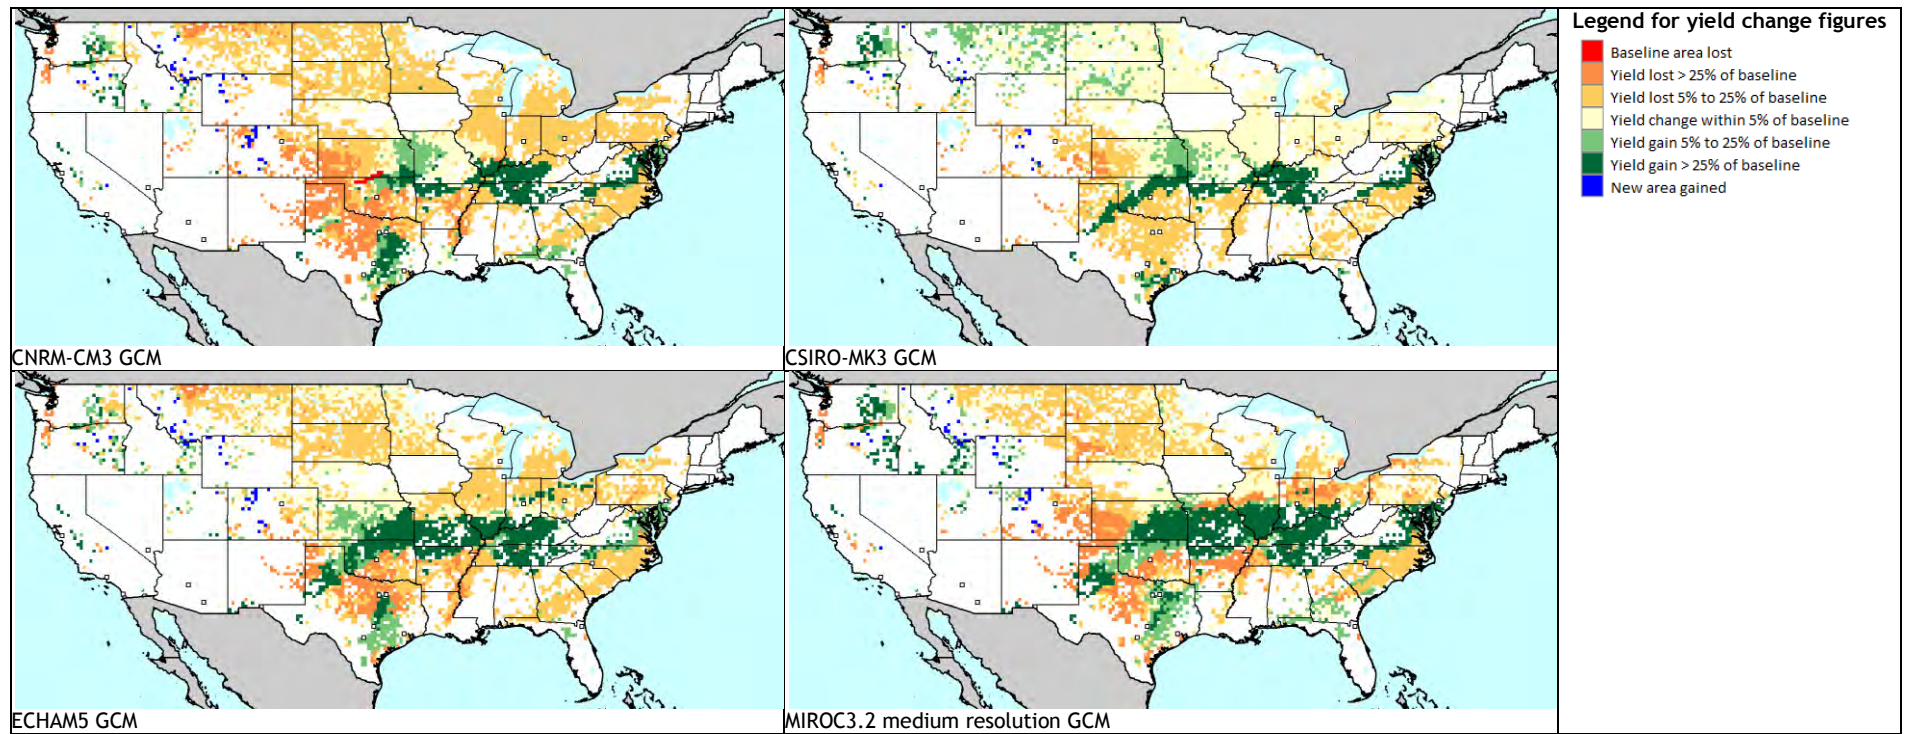 Legend for yield change figures
Baseline area lost
Yield lost > 25% of baseline
Yield lost 5% to 25% of baseline
Yield change within 5% of baseline
Yield gain 5% to 25% of baseline
Yield gain > 25% of baseline
New area gained
CNRM-CM3 GCM
CSIRO-MK3 GCM
ECHAM5 GCM
MIROC3.2 medium resolution GCM